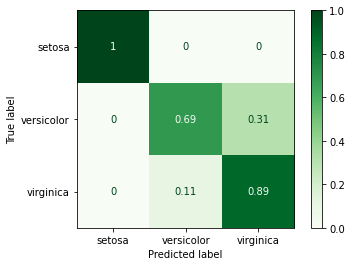 1.0
setosa 1 0 0
0.8
0.6
True label
versicolor 0 0.69 0.31
0.4
virginica 0 0.11 0.89
0.2
0.0
setosa versicolor virginica
Predicted label